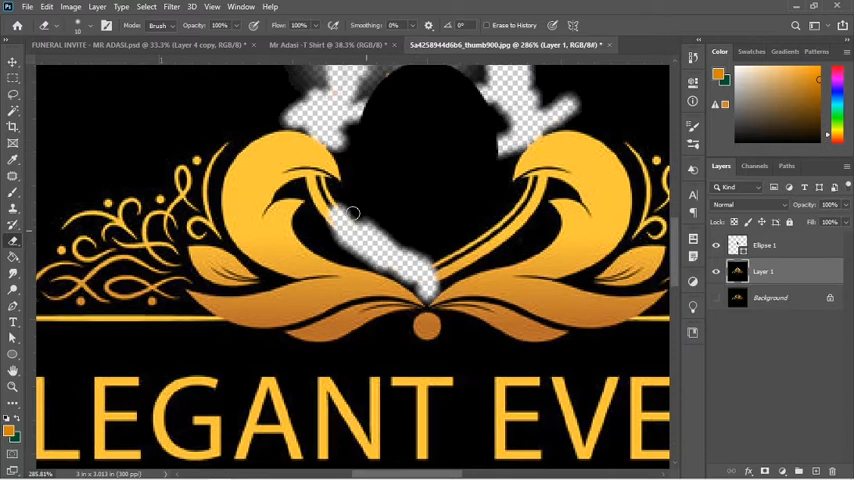 File Edit Image Layer Type Select Filter 3D View Window Help
Mode: Brush Opacity: 100% Flow: 100% Smoothing: 0% 0° Erase to History
10
FUNERAL INVITE - MR ADASI.psd @ 33.3% (Layer 4 copy, RGB/8) * × Mr Adasi -T Shirt @ 38.3% (RGB/8) * × 5a4258944d6b6_thumb900.jpg @ 286% (Layer 1, RGB/8#) * ×
1
LEGANT EVE
Color Swatches Gradients Patterns
Layers Channels Paths
Kind
Normal Opacity: 100%
Lock: Fill: 100%
Ellipse 1
Layer 1
Background
285.81% 3 in x 3.013 in (300 ppi)